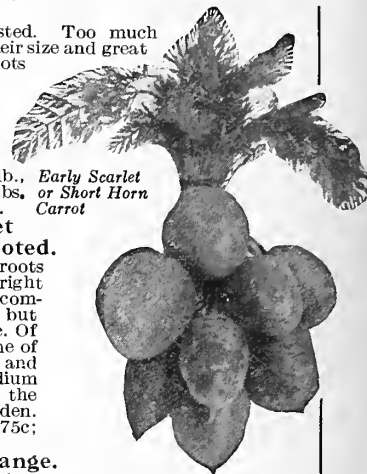 sted. Too much
eir size and great
ots
b., Early Scarlet
bs. or Short Horn
. Carrot
et
oted.
roots
right
com-
but
e. Of
ne of
and
dium
the
den.
75c;
ange.